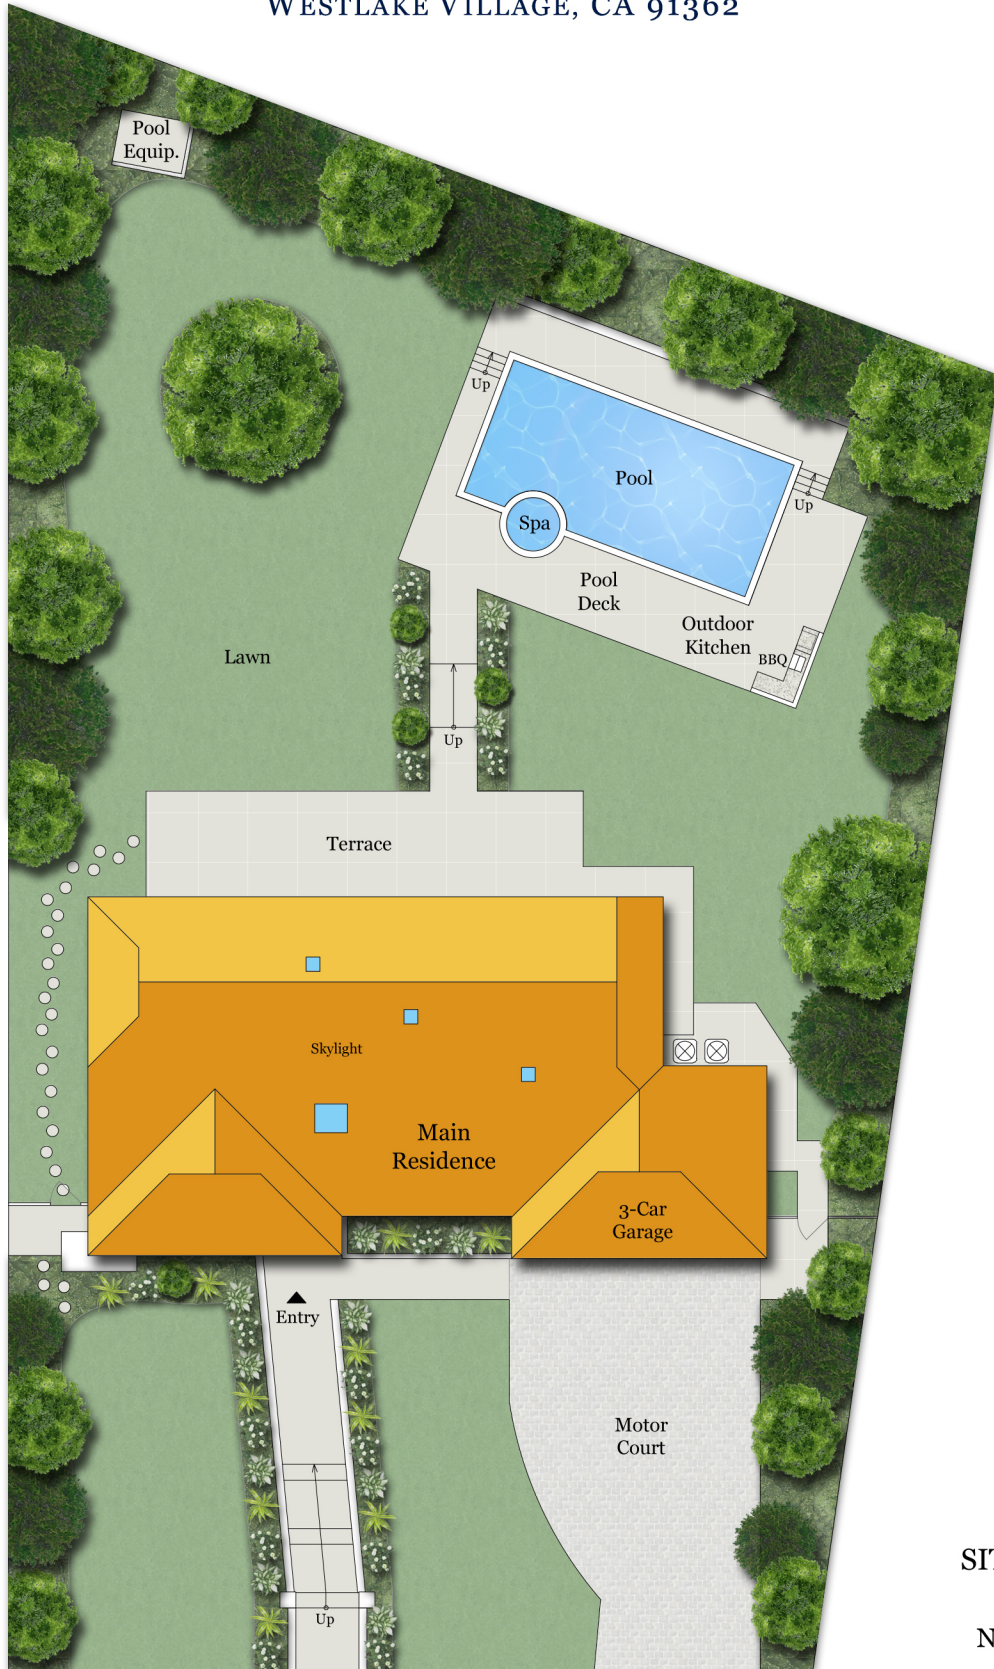 WESTLAKE VILLAGE, CA 91362
Pool
Equip.
Up
Pool
Up
Spa
Pool
Deck
Outdoor
Kitchen
BBQ
Lawn
Up
Terrace
Skylight
Main
Residence
3-Car
Garage
Entry
Motor
Court
SIT
Up
N